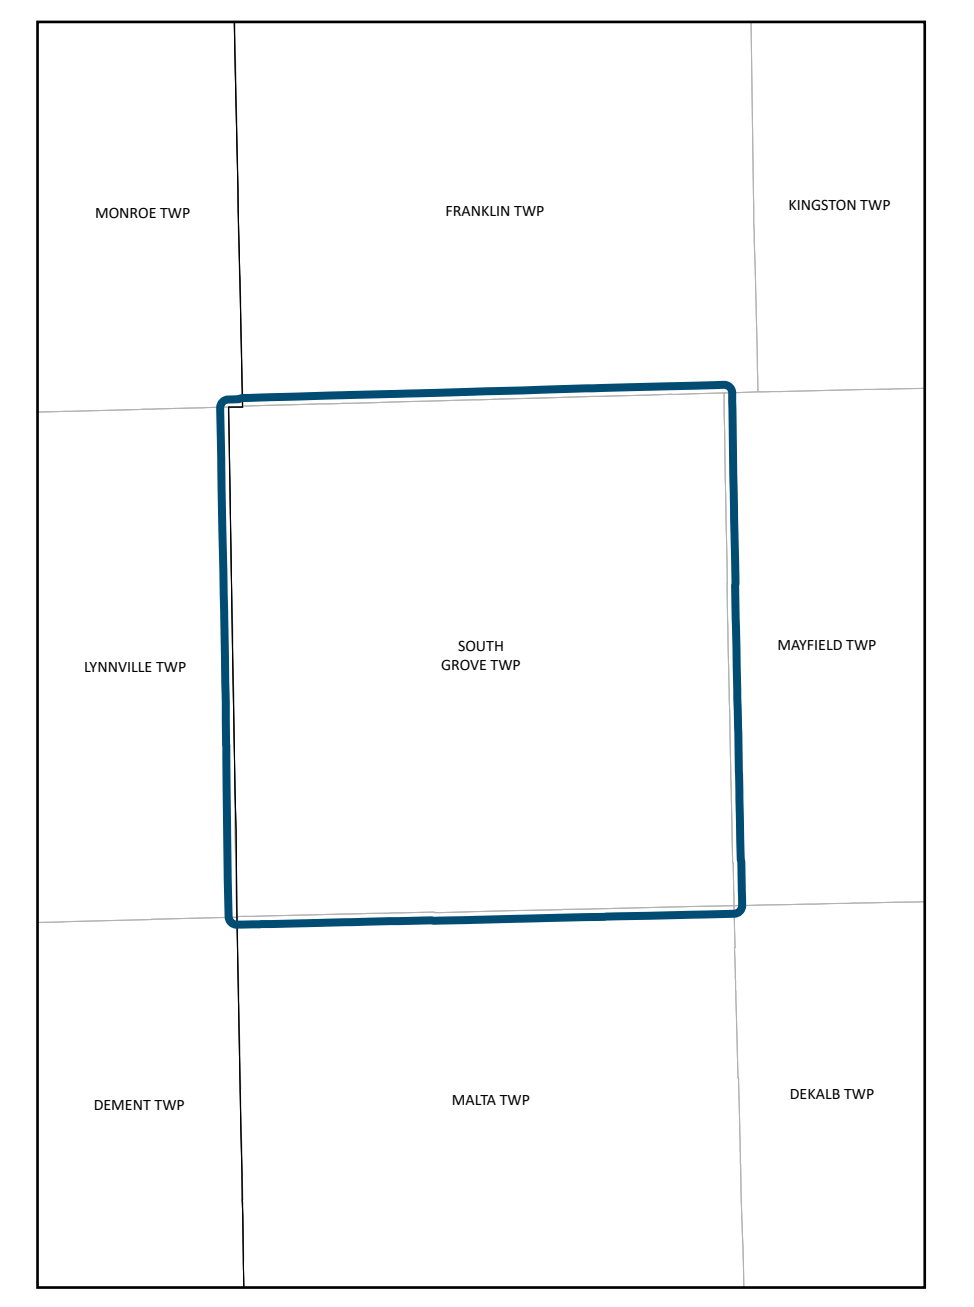 MONROE TWP
FRANKLIN TWP
KINGSTON TWP
LYNNVILLE TWP
SOUTH
GROVE TWP
MAYFIELD TWP
DEMENT TWP
MALTA TWP
DEKALB TWP